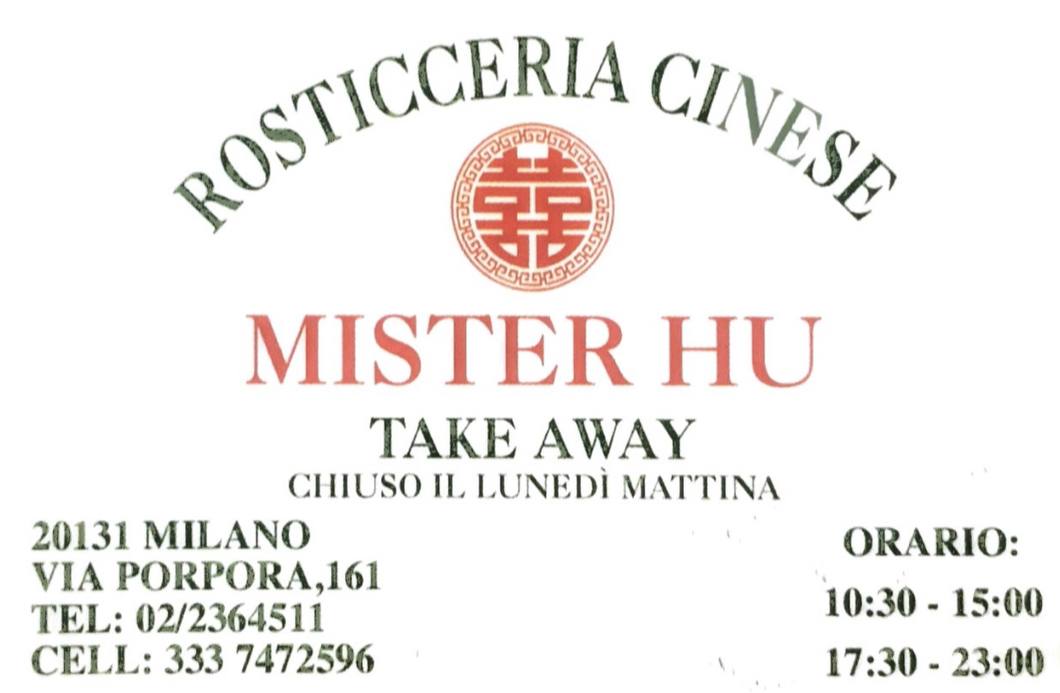 ROSTICCERIA CINESE
囍
MISTER HU
TAKE AWAY
CHIUSO IL LUNEDÌ MATTINA
20131 MILANO
VIA PORPORA,161
TEL: 02/2364511
CELL: 333 7472596
ORARIO:
10:30 - 15:00
17:30 - 23:00